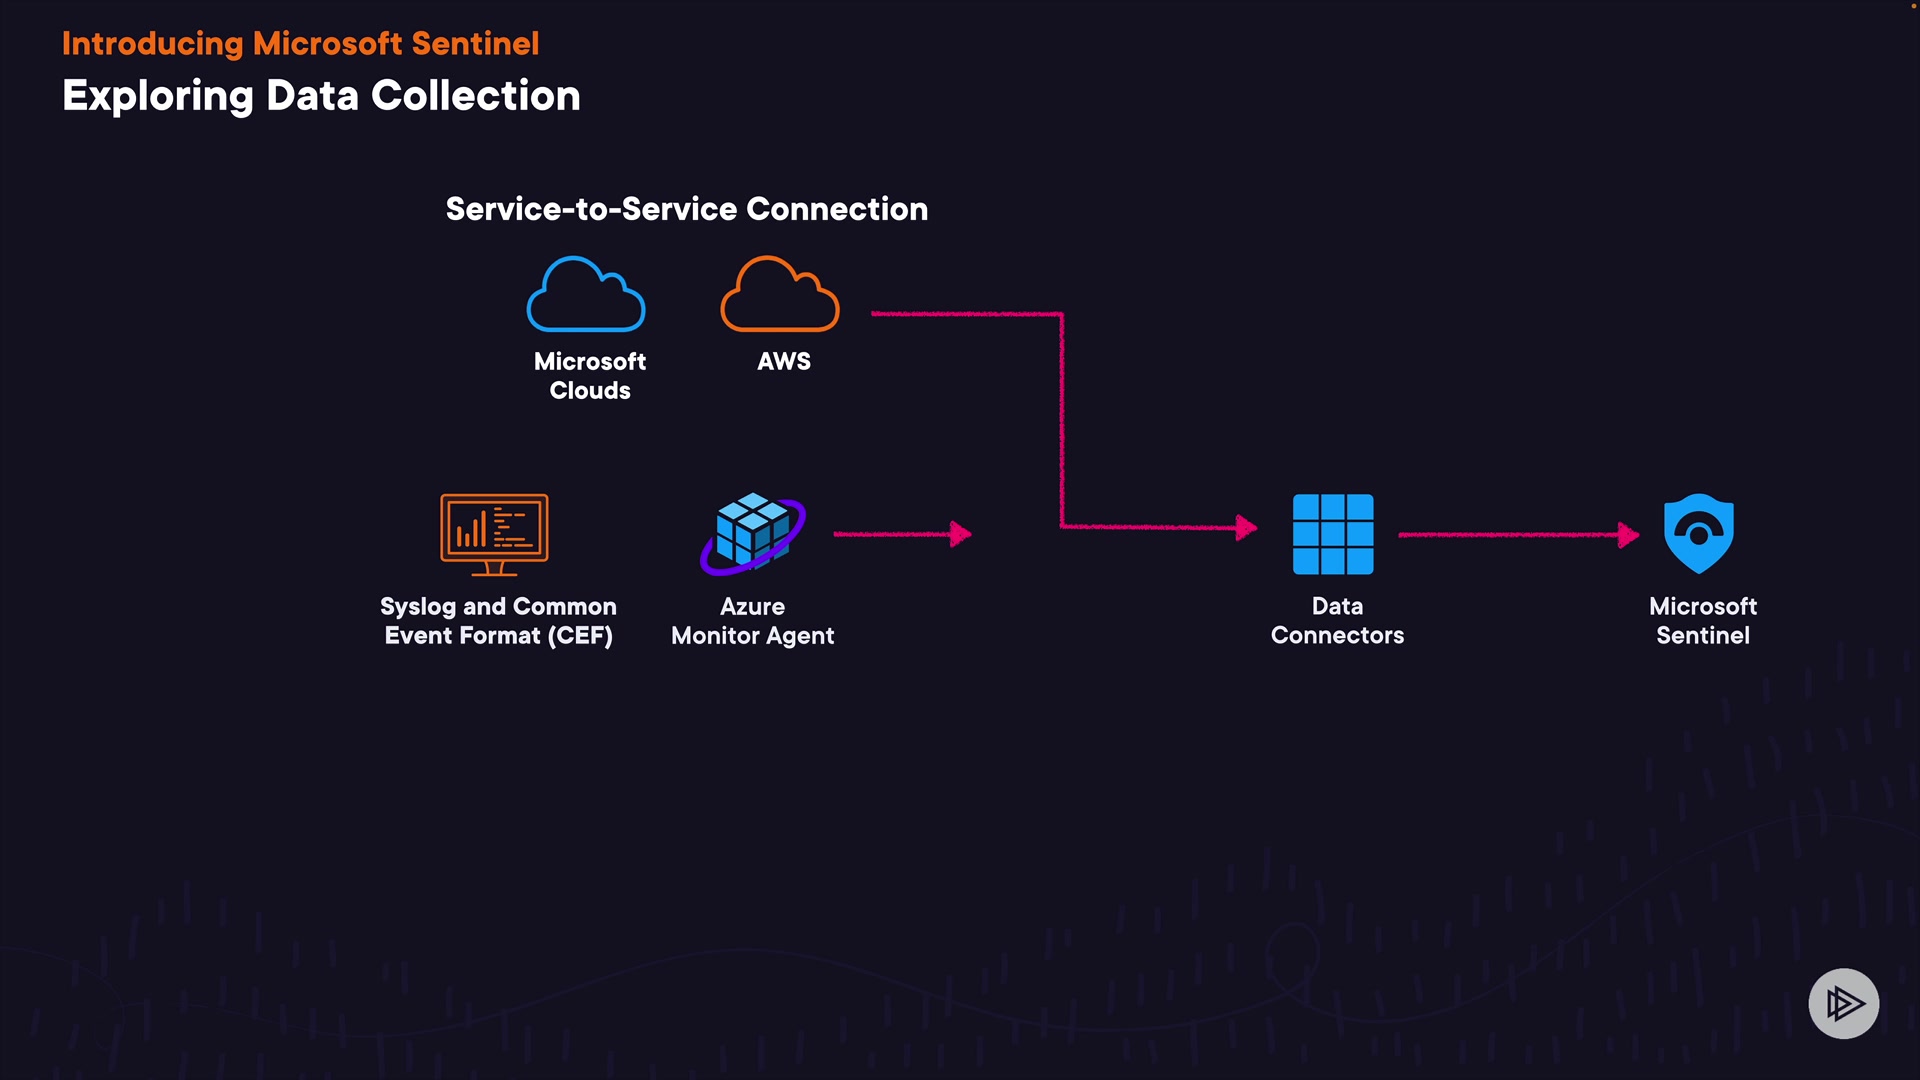 Introducing Microsoft Sentinel
Exploring Data Collection
Service-to-Service Connection
Microsoft
Clouds
AWS
Syslog and Common
Event Format (CEF)
Azure
Monitor Agent
Data
Connectors
Microsoft
Sentinel